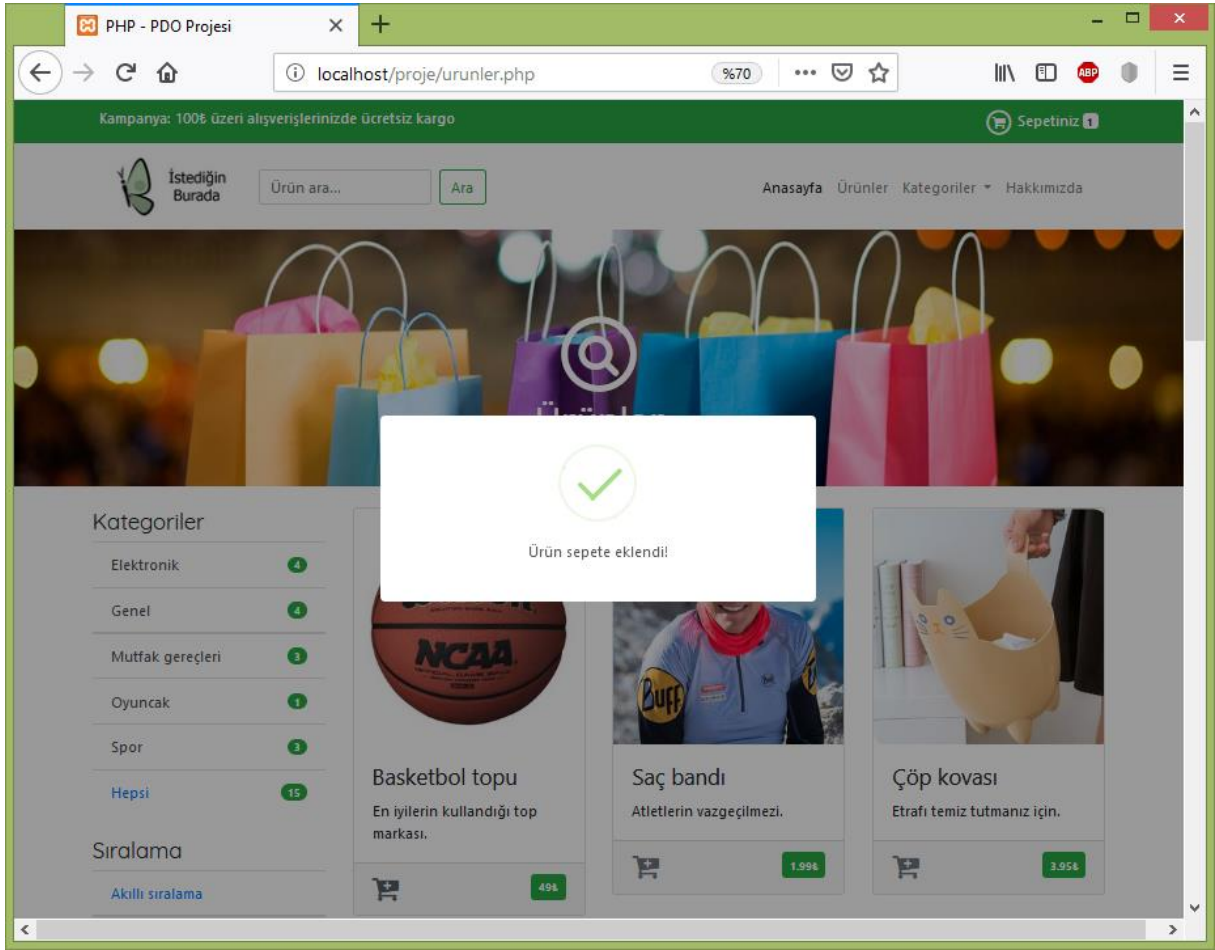 PHP - PDO Projesi
localhost/proje/urunler.php
%70
ABP
Kampanya: 100₺ üzeri alışverişlerinizde ücretsiz kargo
Sepetiniz 1
İstediğin
Burada
Ürün ara...
Ara
Anasayfa Ürünler Kategoriler Hakkımızda
Ürün sepete eklendi!
Kategoriler
Elektronik 4
Genel 4
Mutfak gereçleri 3
Oyuncak 1
Spor 3
Hepsi 15
Sıralama
Akıllı sıralama
NCAA
Basketbol topu
En iyilerin kullandığı top
markası.
49₺
BUFF
Saç bandı
Atletlerin vazgeçilmezi.
1.99₺
Çöp kovası
Etrafı temiz tutmanız için.
3.95₺